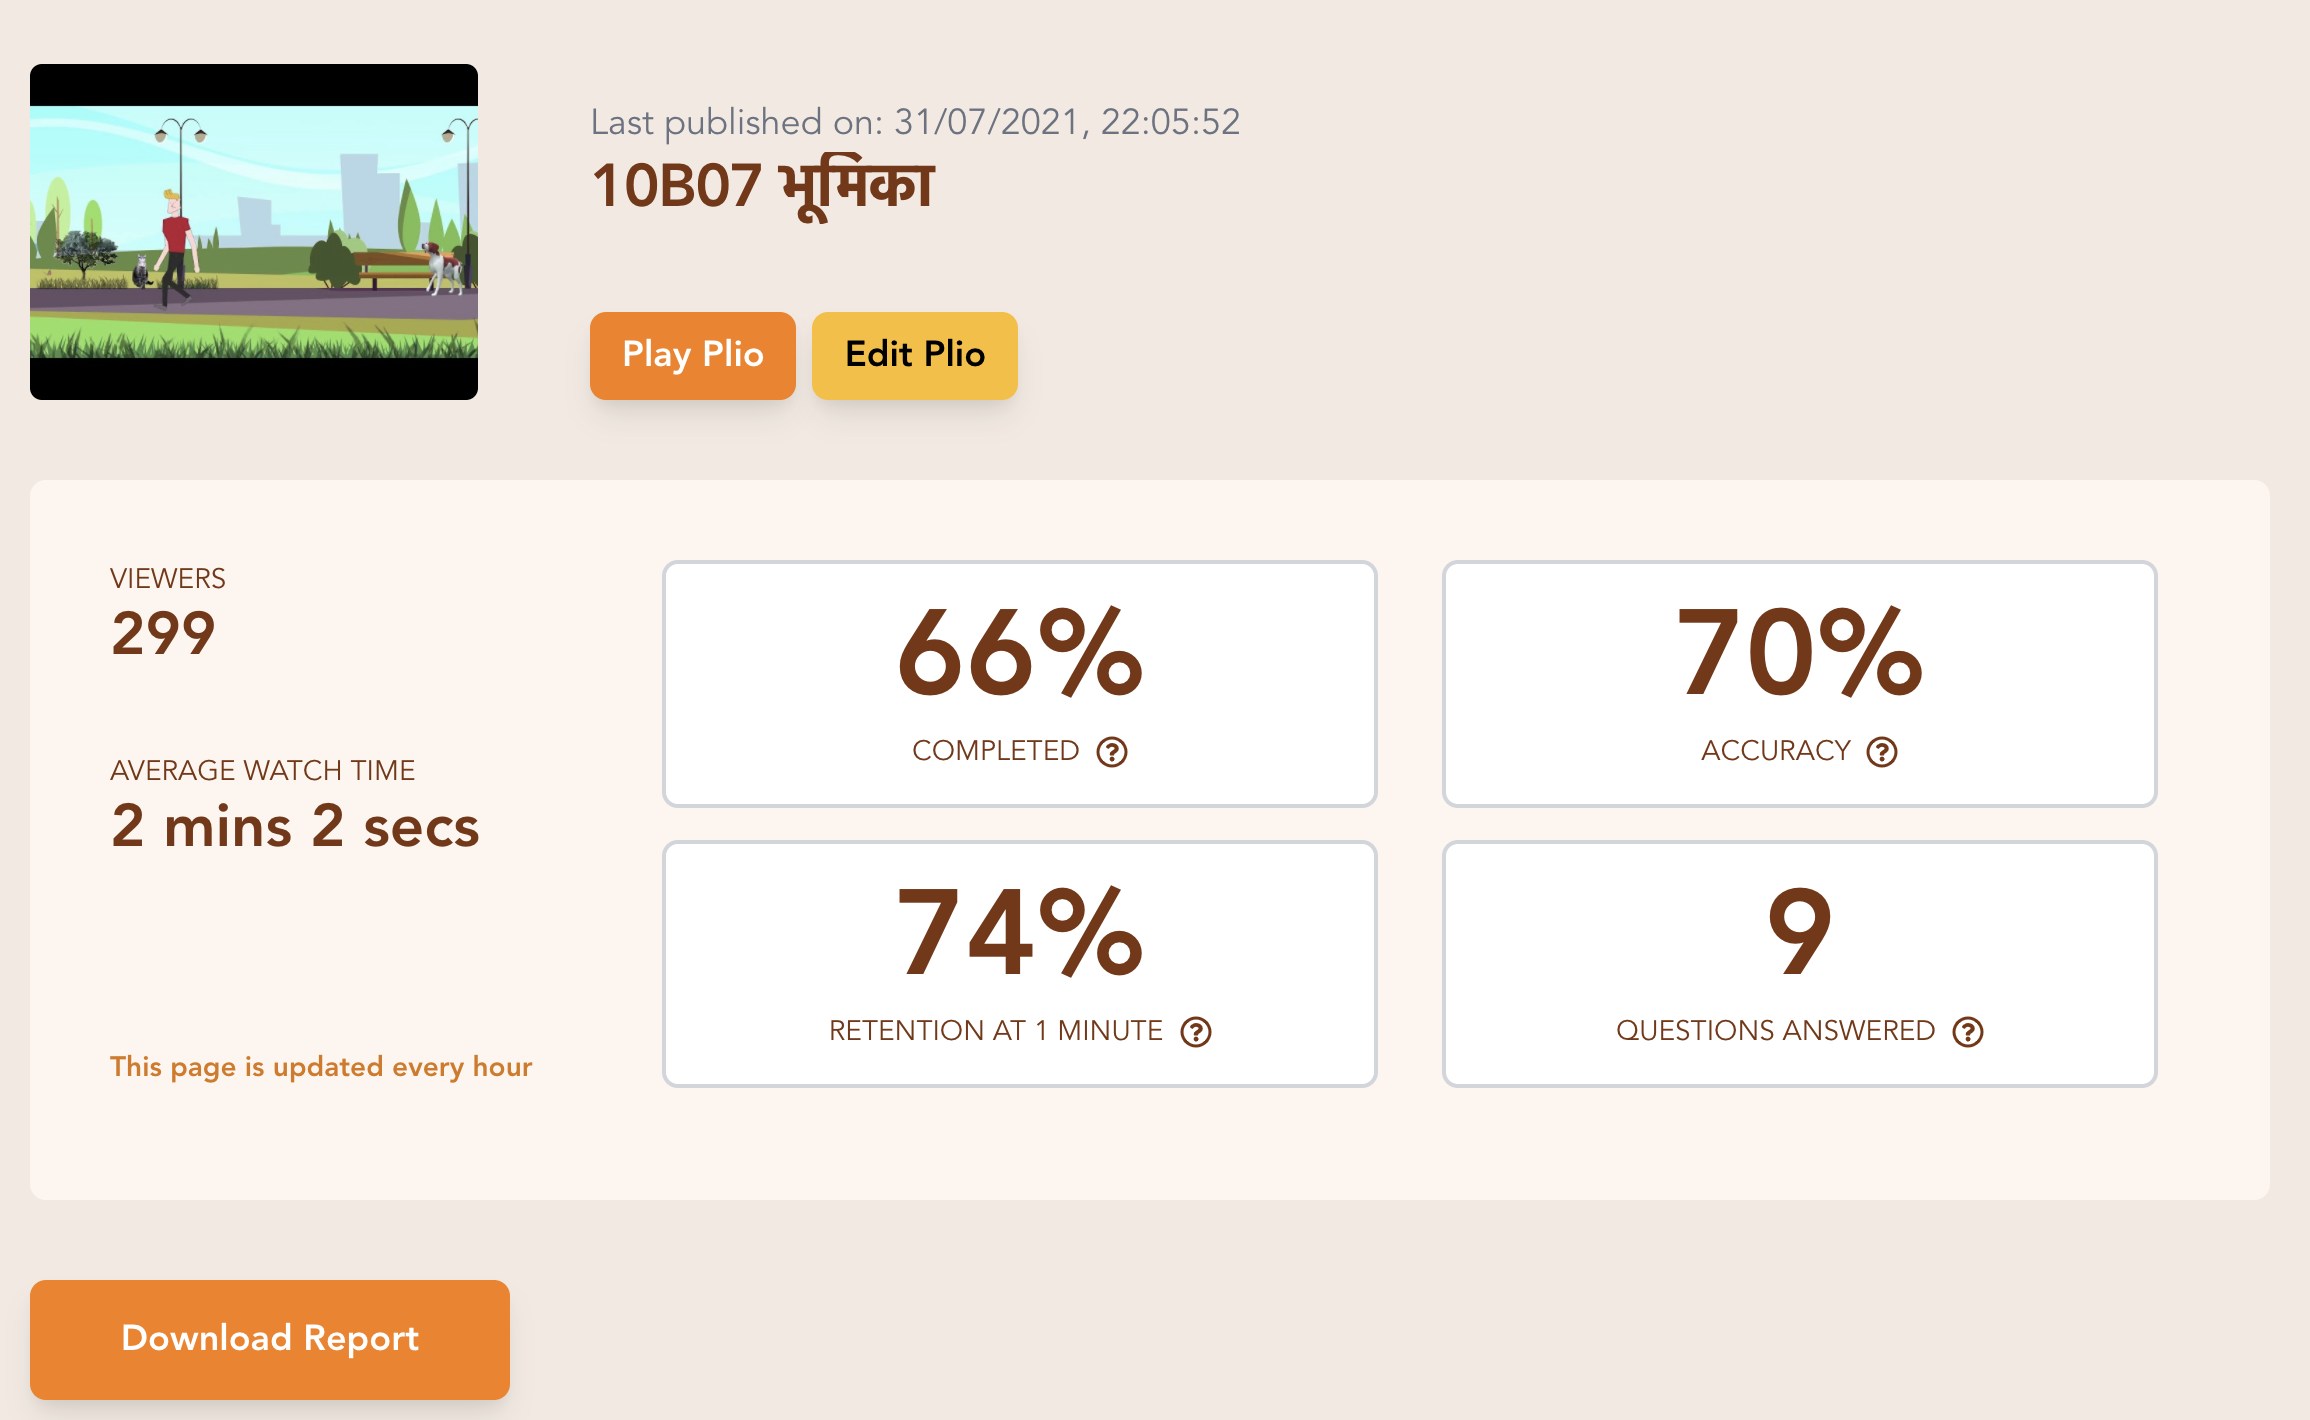 Last published on: 31/07/2021, 22:05:52
10B07 भूमिका
Play Plio
Edit Plio
VIEWERS
299
AVERAGE WATCH TIME
2 mins 2 secs
This page is updated every hour
66%
COMPLETED ?
70%
ACCURACY ?
74%
RETENTION AT 1 MINUTE ?
9
QUESTIONS ANSWERED ?
Download Report